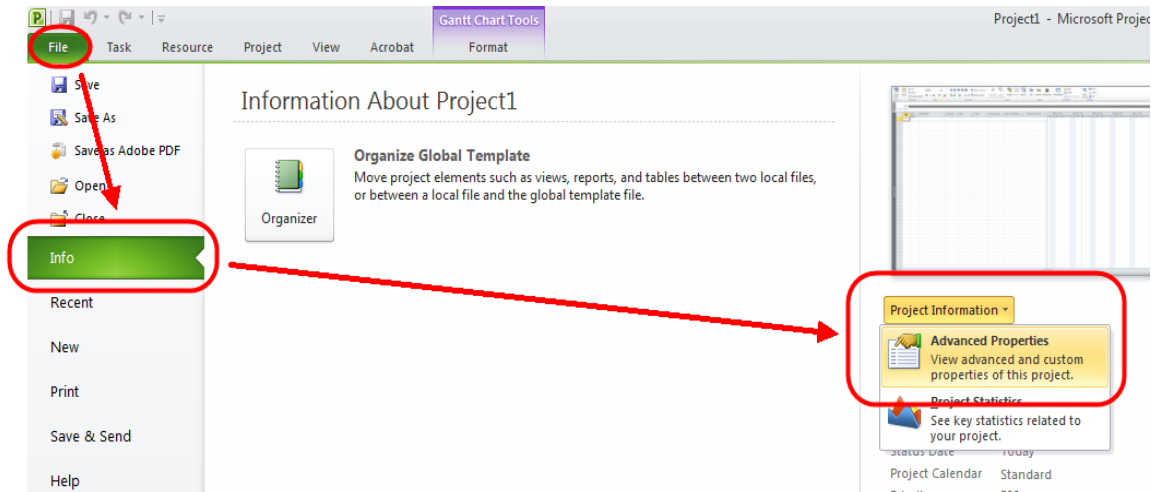 Gantt Chart Tools
Project1 - Microsoft Projec
File Task Resource Project View Acrobat Format
Save
Save As
Save as Adobe PDF
Open
Close
Info
Recent
New
Print
Save & Send
Help
Information About Project1
Organizer
Organize Global Template
Move project elements such as views, reports, and tables between two local files,
or between a local file and the global template file.
Project Information
Advanced Properties
View advanced and custom
properties of this project.
Project Statistics
See key statistics related to
your project.
Status Date Today
Project Calendar Standard